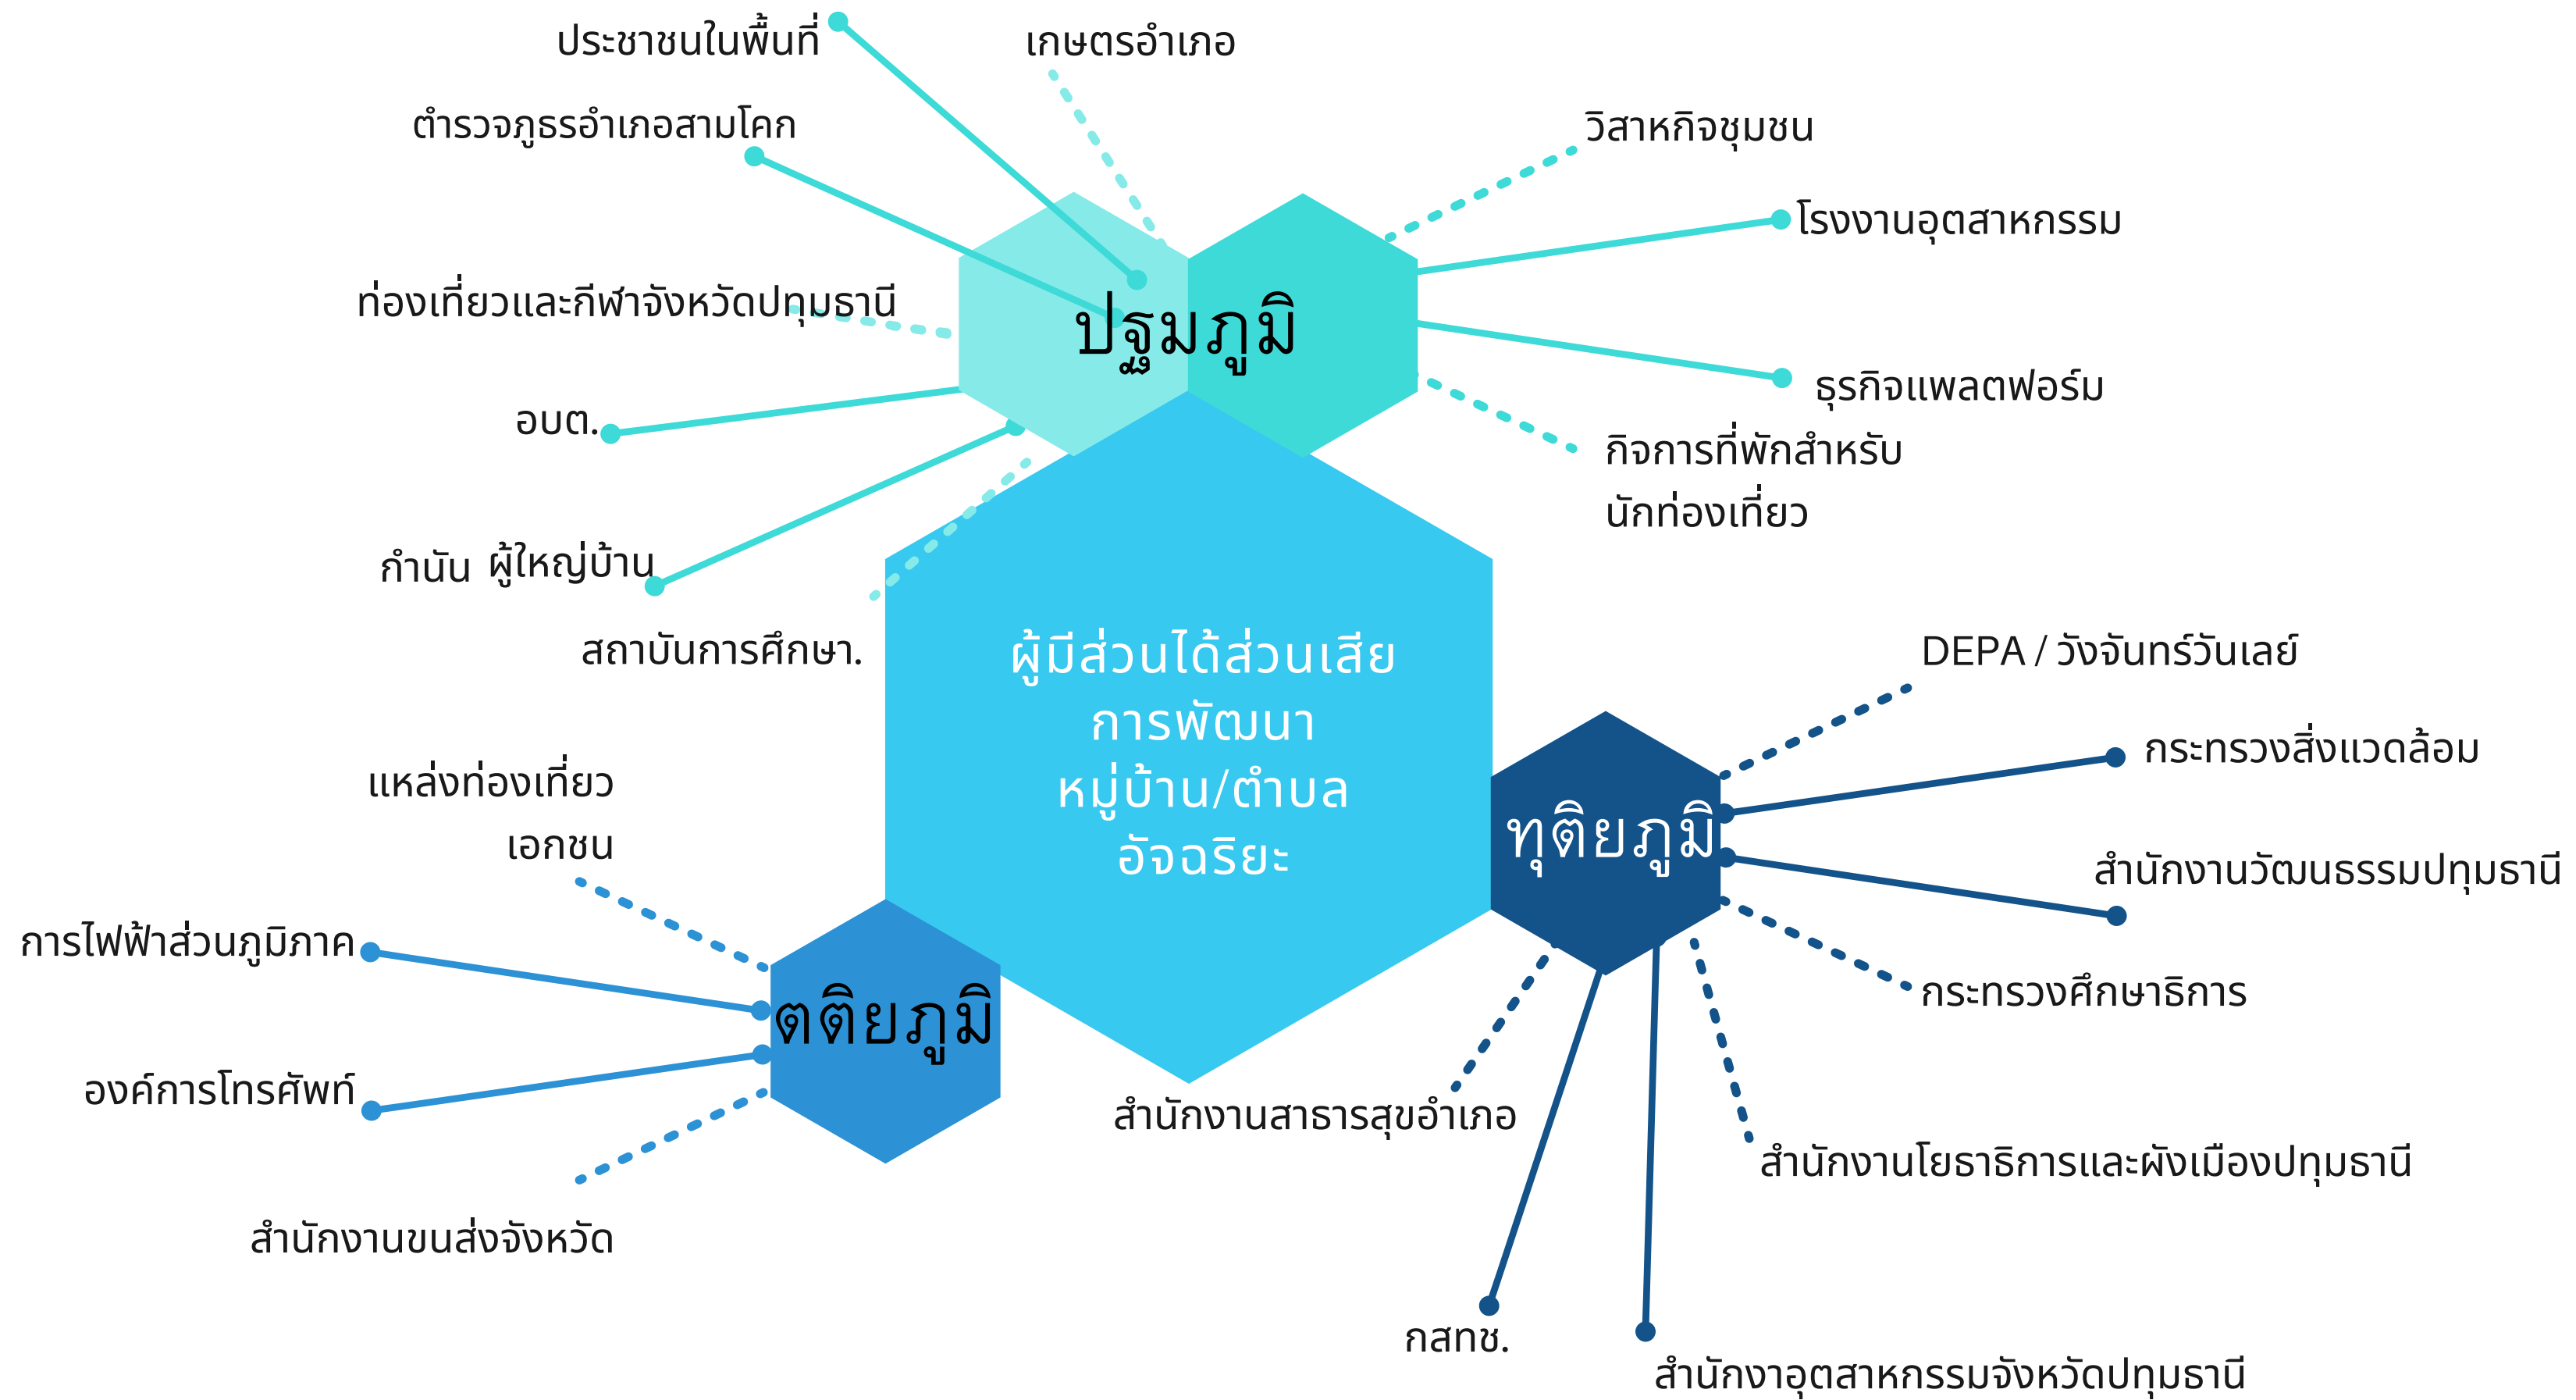 ประชาชนในพื้นที่
เกษตรอำเภอ
ตำรวจภูธรอำเภอสามโคก
วิสาหกิจชุมชน
โรงงานอุตสาหกรรม
ท่องเที่ยวและกีฬาจังหวัดปทุมธานี
ปฐมภูมิ
ธุรกิจแพลตฟอร์ม
อบต.
กิจการที่พักสำหรับ
นักท่องเที่ยว
กำนัน ผู้ใหญ่บ้าน
สถาบันการศึกษา.
ผู้มีส่วนได้ส่วนเสีย
การพัฒนา
หมู่บ้าน/ตำบล
อัจฉริยะ
DEPA / วังจันทร์วันเลย์
กระทรวงสิ่งแวดล้อม
ทุติยภูมิ
สำนักงานวัฒนธรรมปทุมธานี
กระทรวงศึกษาธิการ
แหล่งท่องเที่ยว
เอกชน
การไฟฟ้าส่วนภูมิภาค
ตติยภูมิ
องค์การโทรศัพท์
สำนักงานขนส่งจังหวัด
สำนักงานสาธารสุขอำเภอ
สำนักงานโยธาธิการและผังเมืองปทุมธานี
กสทช.
สำนักงาอุตสาหกรรมจังหวัดปทุมธานี